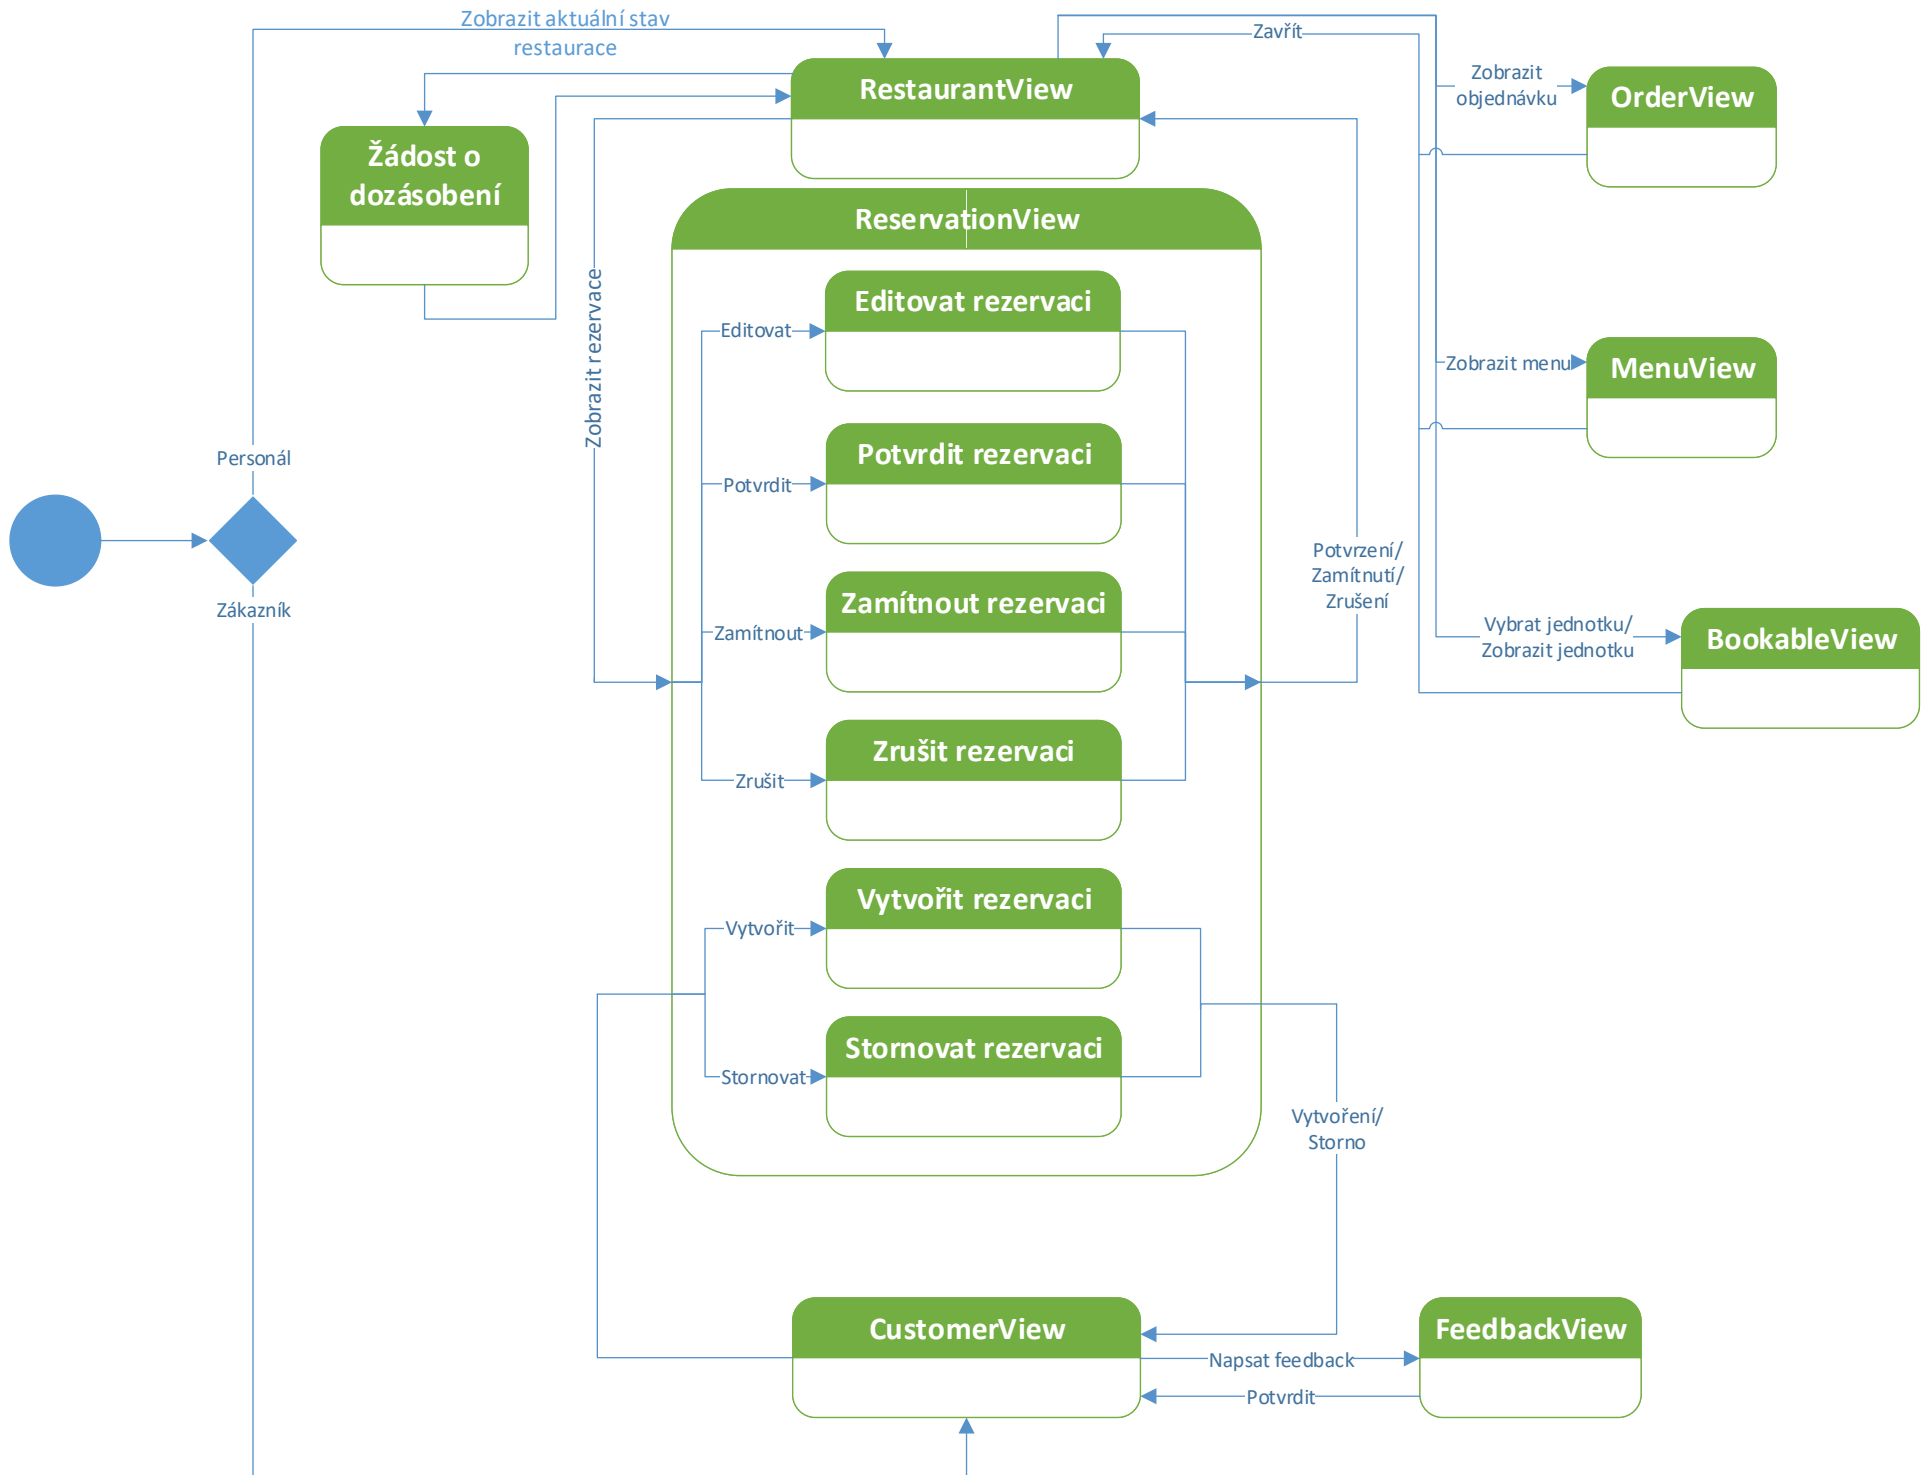 Zobrazit aktuální stav
restaurace
Zavřít
RestaurantView
Zobrazit
objednávku
OrderView
Žádost o
dozásobení
ReservationView
Zobrazit rezervace
Editovat rezervaci
Editovat
Zobrazit menu
MenuView
Potvrdit rezervaci
Potvrdit
Personál
Potvrzení/
Zamítnutí/
Zrušení
Zákazník
Zamítnout rezervaci
Zamítnout
Vybrat jednotku/
Zobrazit jednotku
BookableView
Zrušit rezervaci
Zrušit
Vytvořit rezervaci
Vytvořit
Stornovat rezervaci
Stornovat
Vytvoření/
Storno
CustomerView
FeedbackView
Napsat feedback
Potvrdit